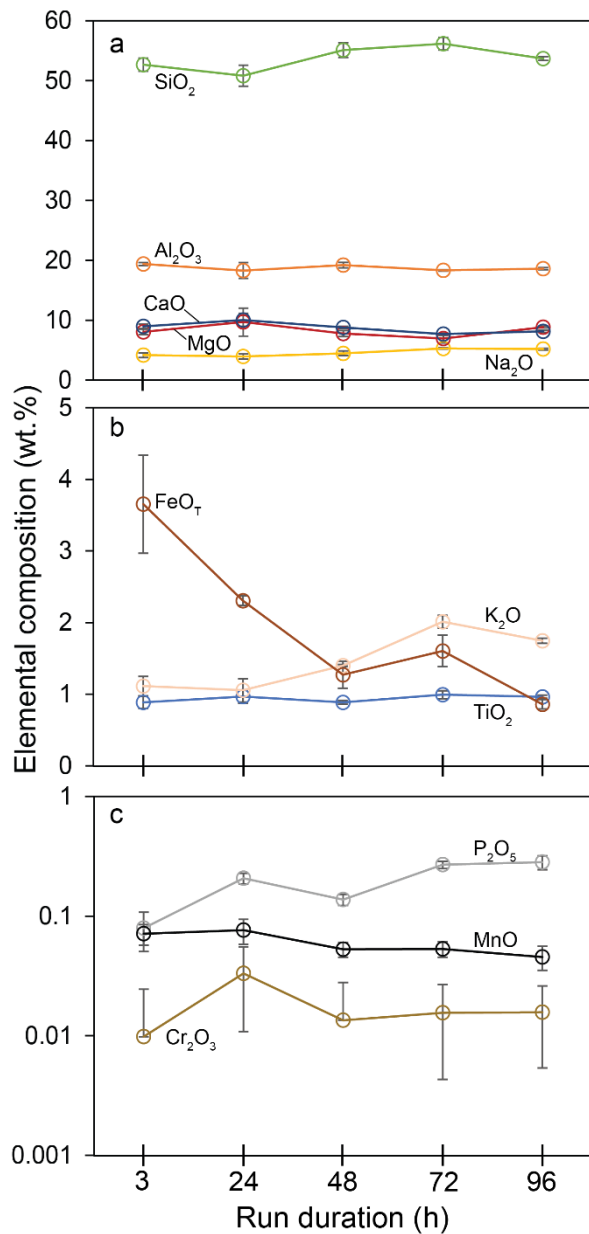 Elemental composition (wt.%)
a
60
50
40
30
20
10
0
SiO₂
Al₂O₃
CaO
MgO
Na₂O
b
5
4
3
2
1
0
FeO_T
K₂O
TiO₂
c
1
0.1
0.01
0.001
P₂O₅
MnO
Cr₂O₃
3 24 48 72 96
Run duration (h)